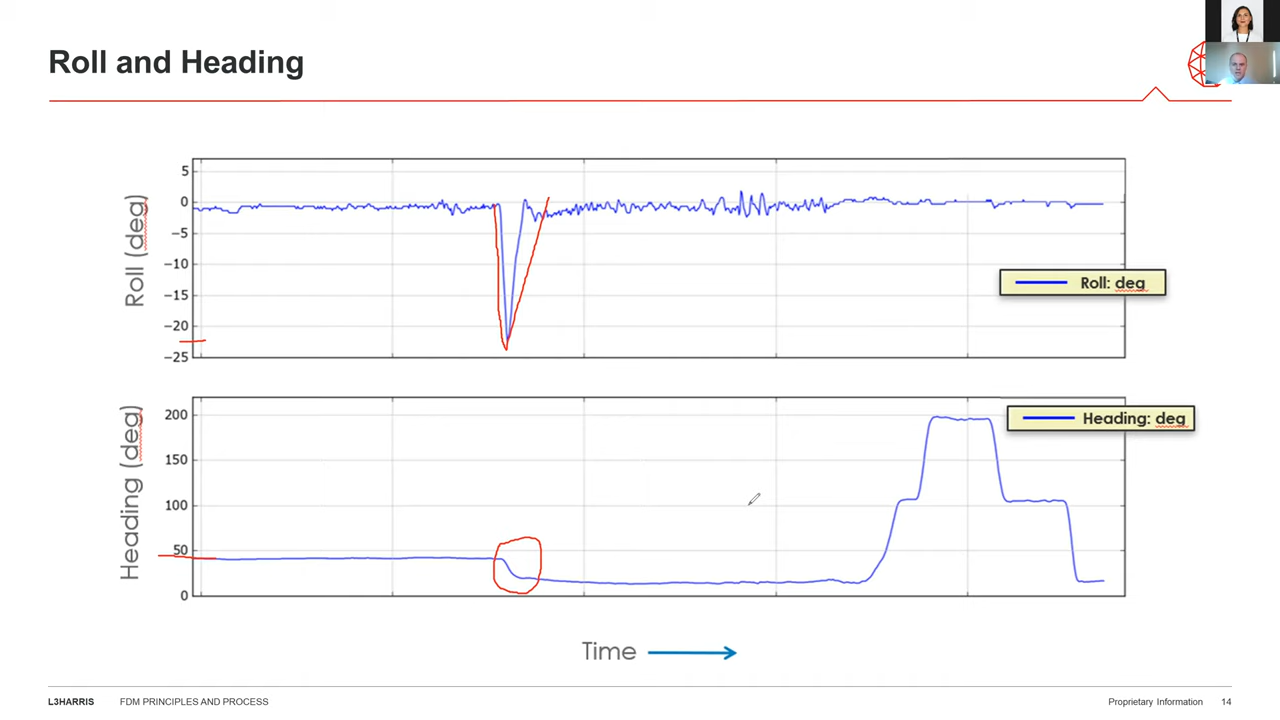 Roll and Heading
5
0
−5
−10
−15
−20
−25
Roll (deg)
Roll: deg
200
150
100
50
0
Heading (deg)
Heading: deg
Time
L3HARRIS FDM PRINCIPLES AND PROCESS Proprietary Information 14